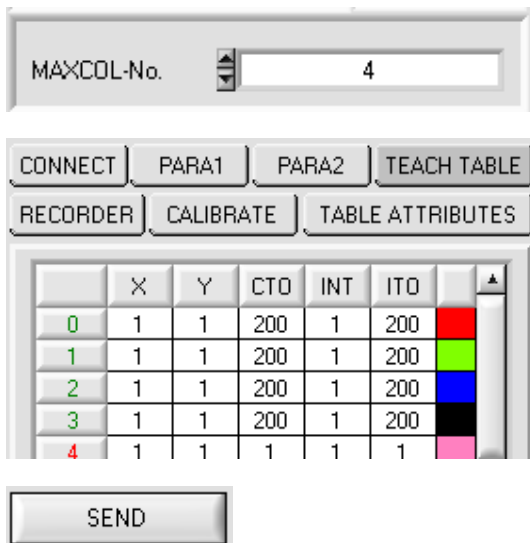 MAXCOL-No. 4
CONNECT PARA1 PARA2 TEACH TABLE
RECORDER CALIBRATE TABLE ATTRIBUTES
X Y CTO INT ITO
0 1 1 200 1 200
1 1 1 200 1 200
2 1 1 200 1 200
3 1 1 200 1 200
4 1 1 1 1 1
SEND